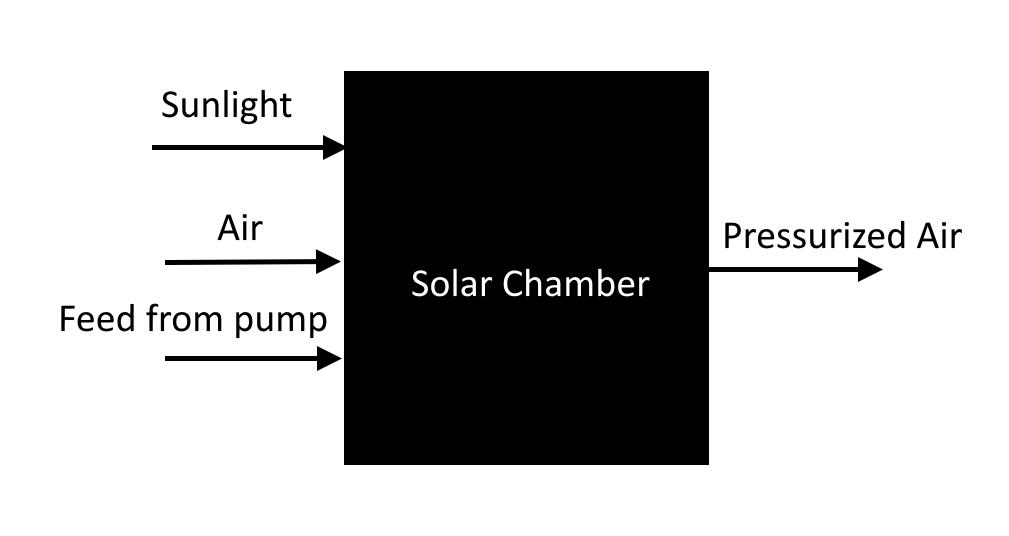 Sunlight
Air
Feed from pump
Solar Chamber
Pressurized Air